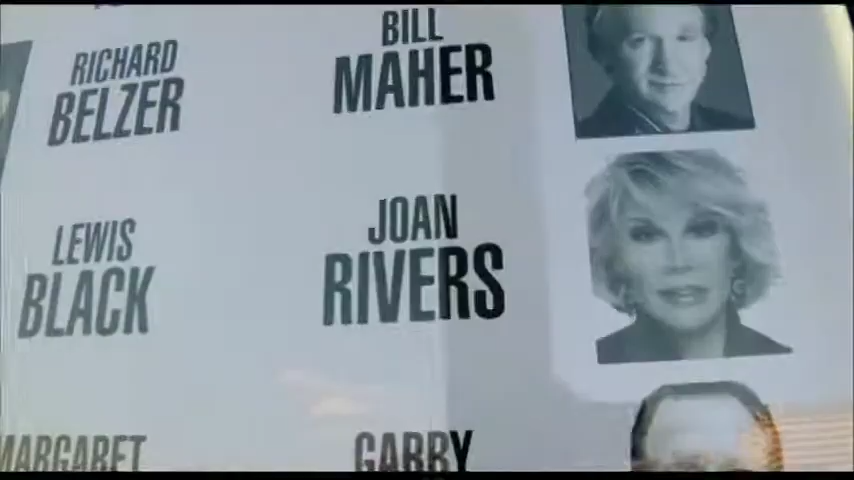 RICHARD
BELZER
BILL
MAHER
LEWIS
BLACK
JOAN
RIVERS
MARGARET
GARRY